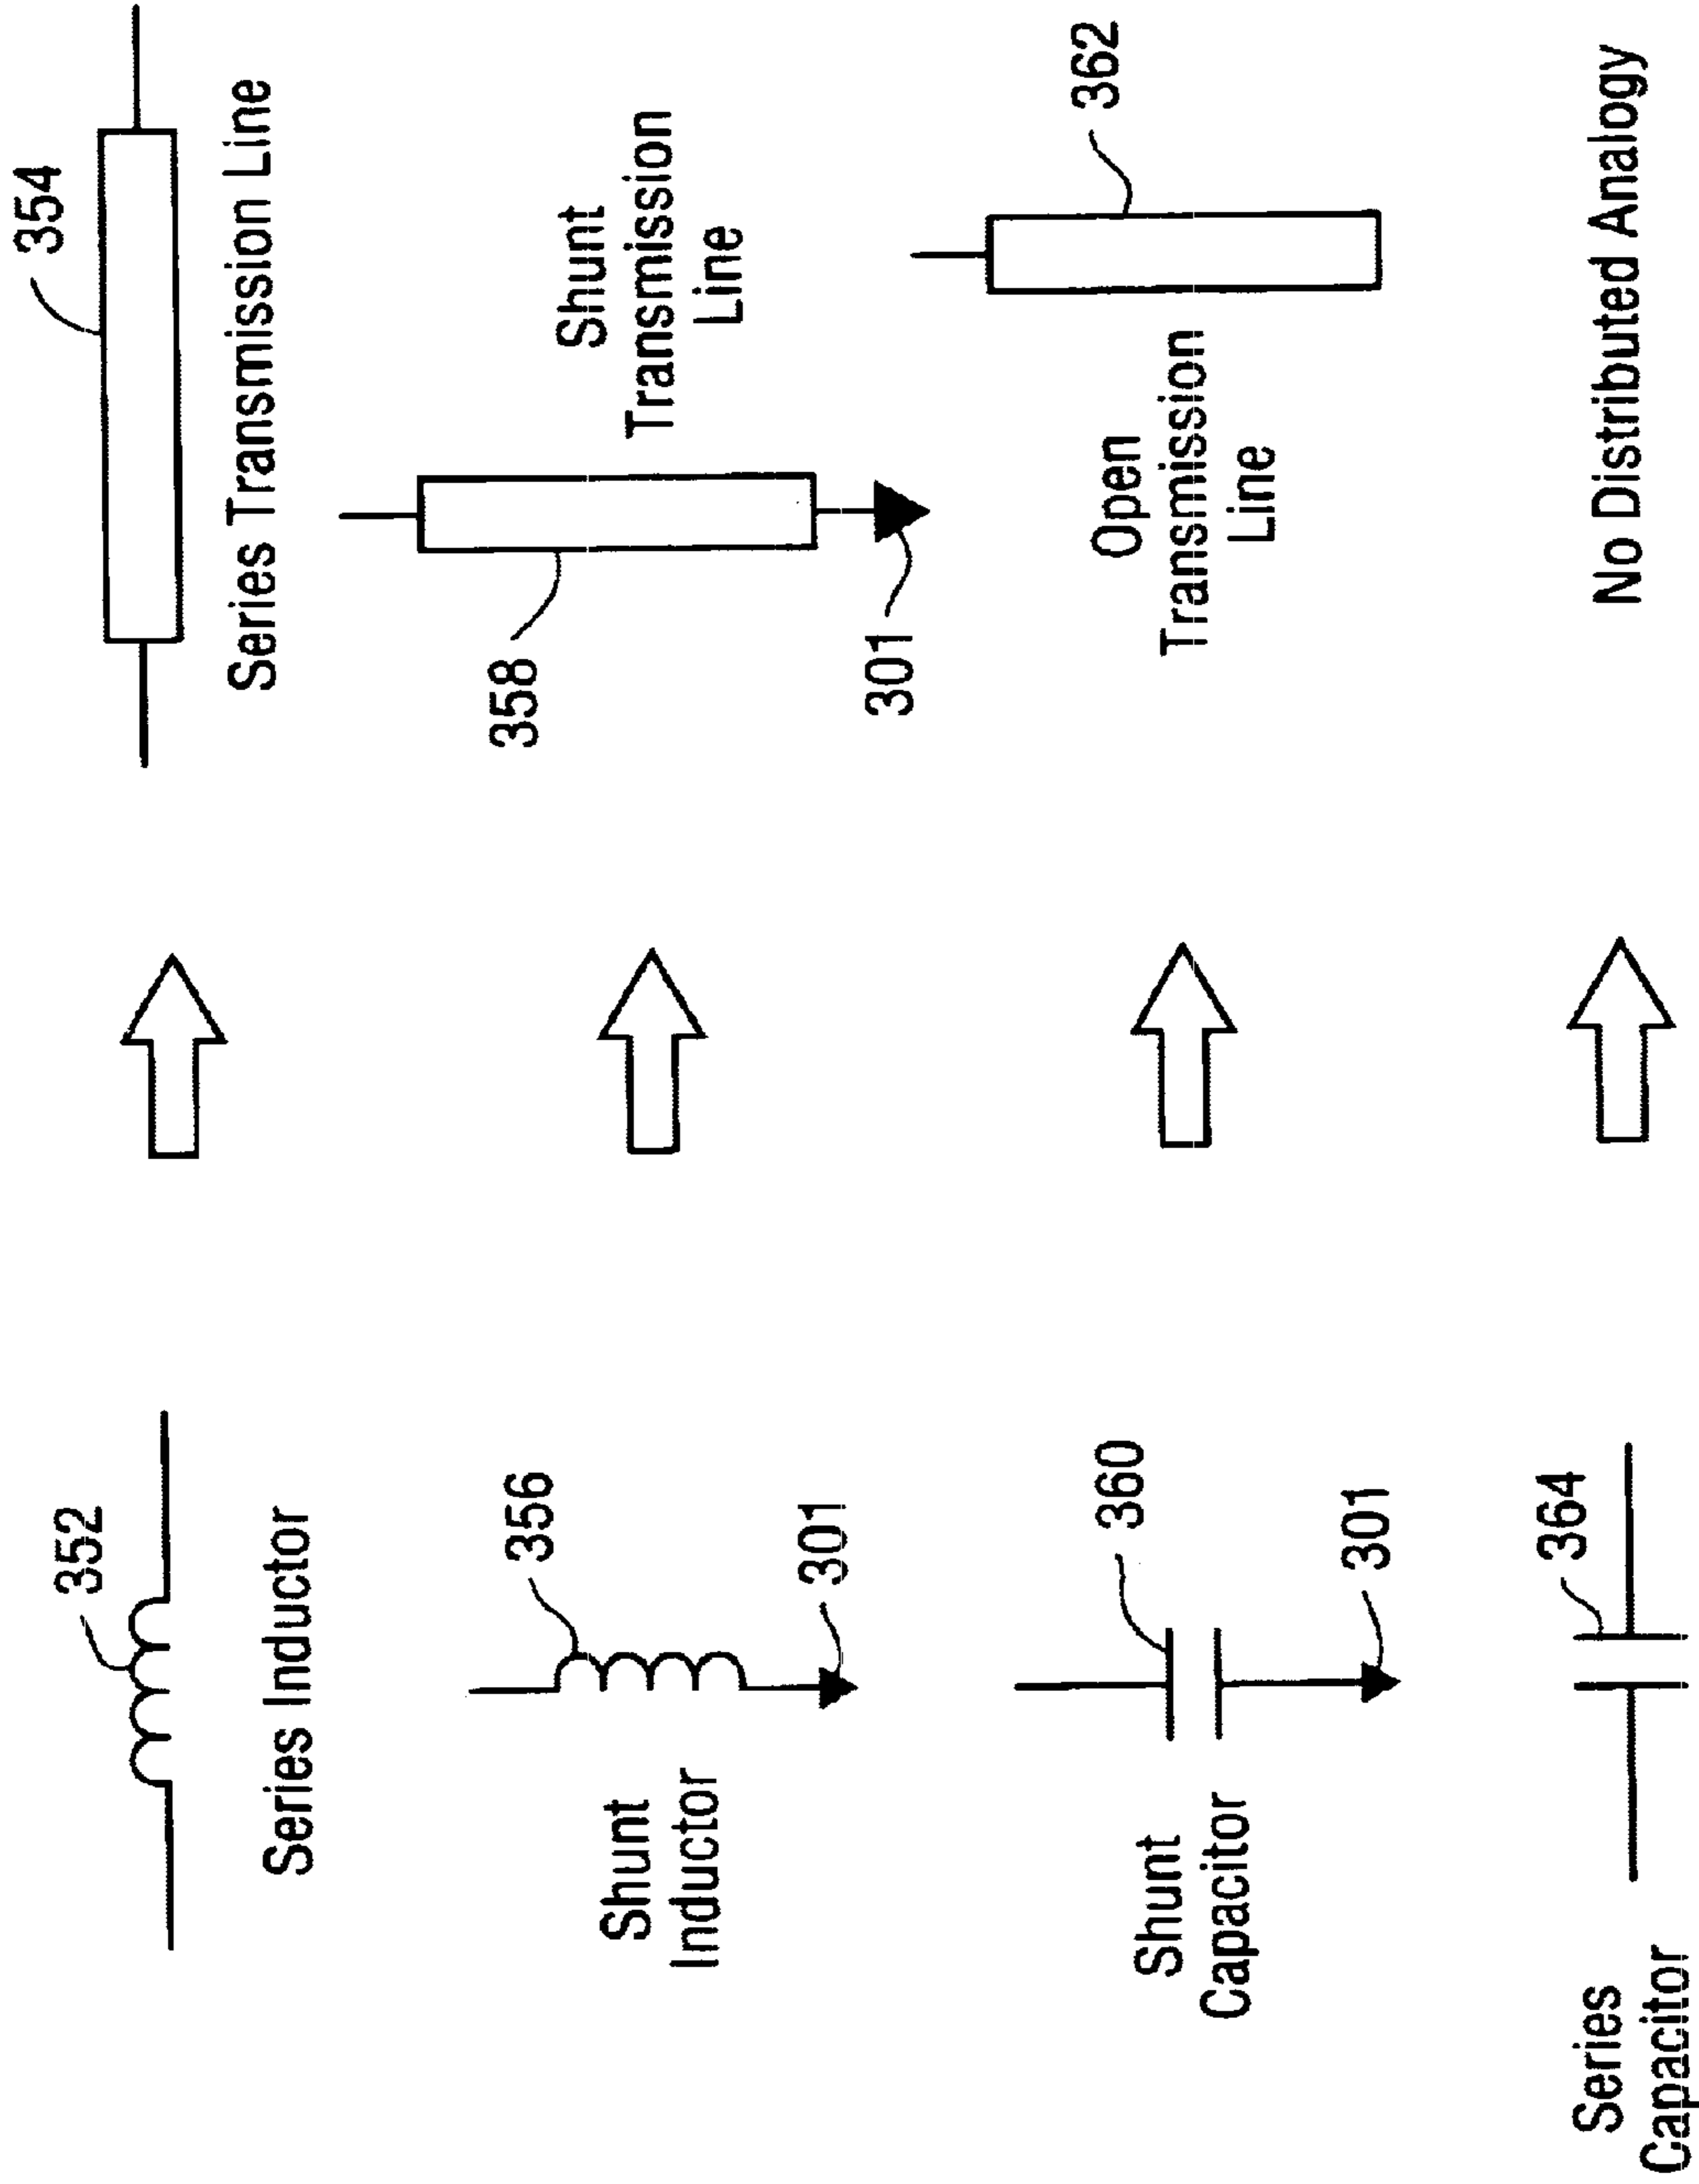 352
Series Inductor
354
Series Transmission Line
356
Shunt
Inductor
301
358
Shunt
Transmission
Line
301
360
Shunt
Capacitor
301
Open
Transmission
Line
362
364
Series
Capacitor
No Distributed Analogy